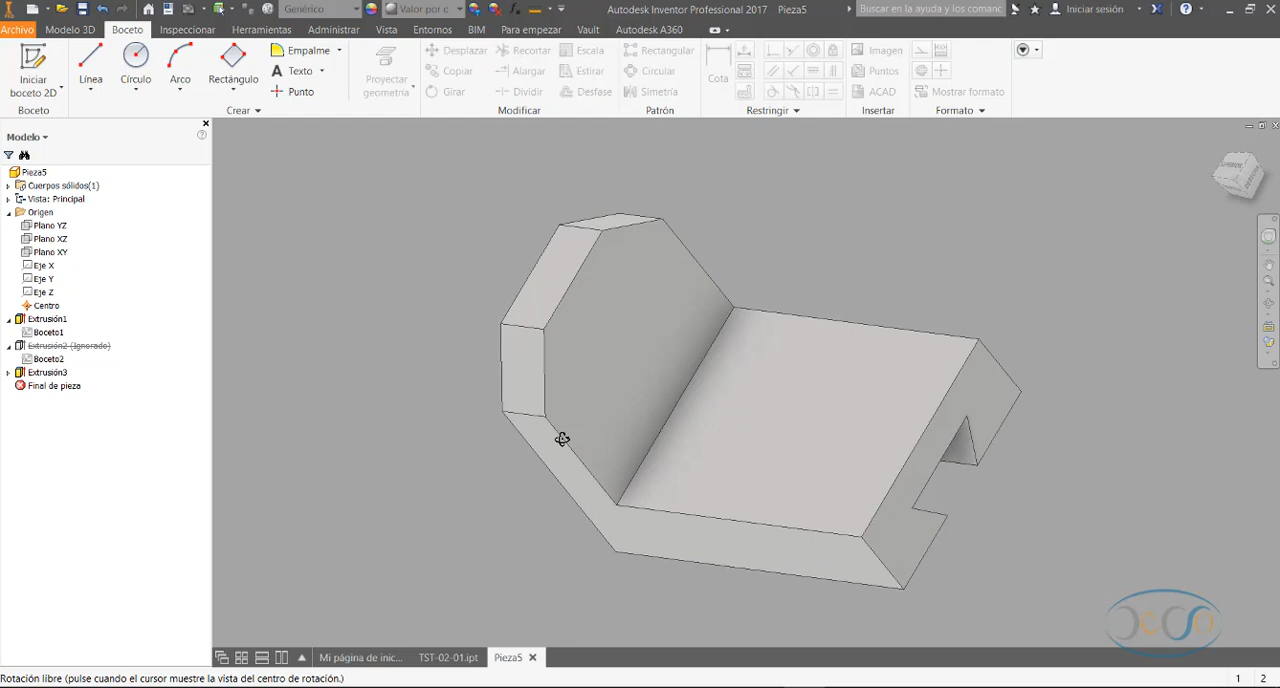 Genérico
Valor por c
Autodesk Inventor Professional 2017 Pieza5
Buscar en la ayuda y los comanc
Iniciar sesión
Archivo
Modelo 3D
Boceto
Inspeccionar
Herramientas
Administrar
Vista
Entornos
BIM
Para empezar
Vault
Autodesk A360
Iniciar
boceto 2D
Línea
Círculo
Arco
Rectángulo
Empalme
Texto
Punto
Proyectar
geometría
Desplazar
Copiar
Girar
Recortar
Alargar
Dividir
Escala
Estirar
Desfase
Rectangular
Circular
Simetría
Cota
Imagen
Puntos
ACAD
Mostrar formato
Boceto
Crear
Modificar
Patrón
Restringir
Insertar
Formato
Modelo
Pieza5
Cuerpos sólidos(1)
Vista: Principal
Origen
Plano YZ
Plano XZ
Plano XY
Eje X
Eje Y
Eje Z
Centro
Extrusión1
Boceto1
Extrusión2 (Ignorado)
Boceto2
Extrusión3
Final de pieza
Mi página de inic...
TST-02-01.ipt
Pieza5
Rotación libre (pulse cuando el cursor muestre la vista del centro de rotación.)
1
2